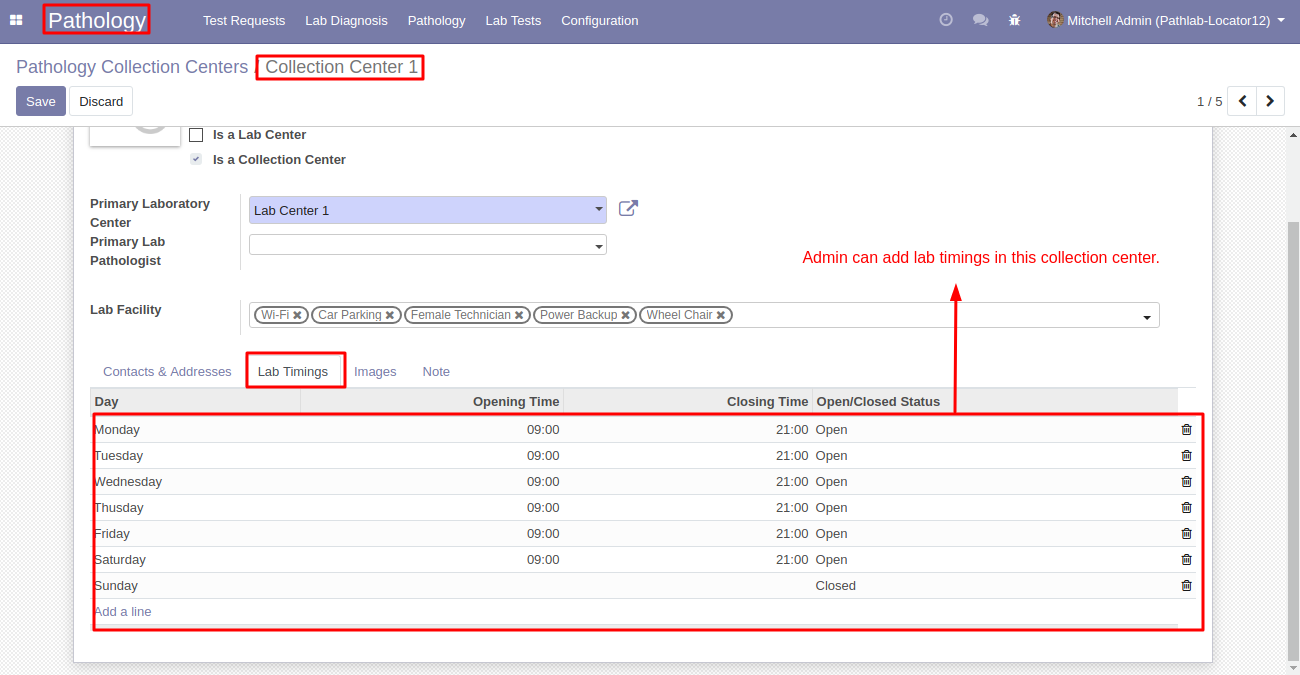 Pathology Test Requests Lab Diagnosis Pathology Lab Tests Configuration Mitchell Admin (Pathlab-Locator12)
Pathology Collection Centers / Collection Center 1
Save Discard 1 / 5
Is a Lab Center
Is a Collection Center
Primary Laboratory Center Lab Center 1
Primary Lab Pathologist
Admin can add lab timings in this collection center.
Lab Facility Wi-Fi Car Parking Female Technician Power Backup Wheel Chair
Contacts & Addresses Lab Timings Images Note
Day Opening Time Closing Time Open/Closed Status
Monday 09:00 21:00 Open
Tuesday 09:00 21:00 Open
Wednesday 09:00 21:00 Open
Thusday 09:00 21:00 Open
Friday 09:00 21:00 Open
Saturday 09:00 21:00 Open
Sunday Closed
Add a line